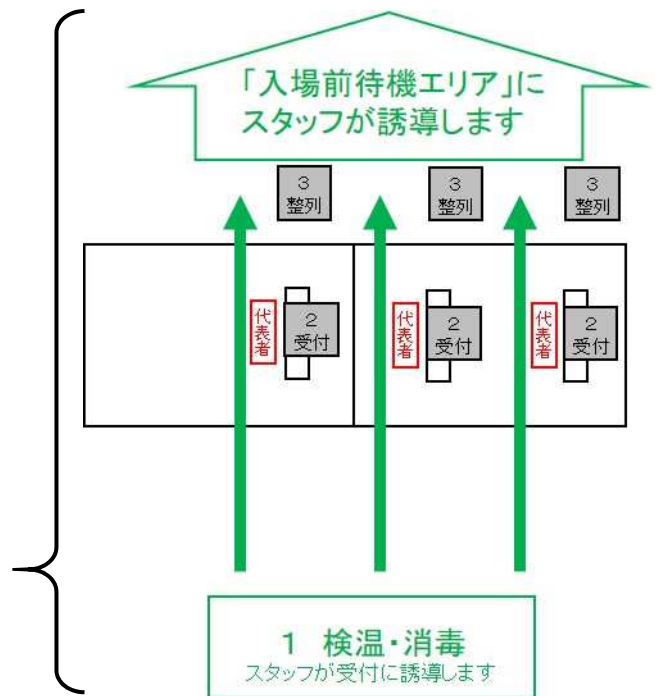 「入場前待機エリア」に
スタッフが誘導します
3
整列
3
整列
3
整列
代表者
2
受付
代表者
2
受付
代表者
2
受付
1 検温・消毒
スタッフが受付に誘導します